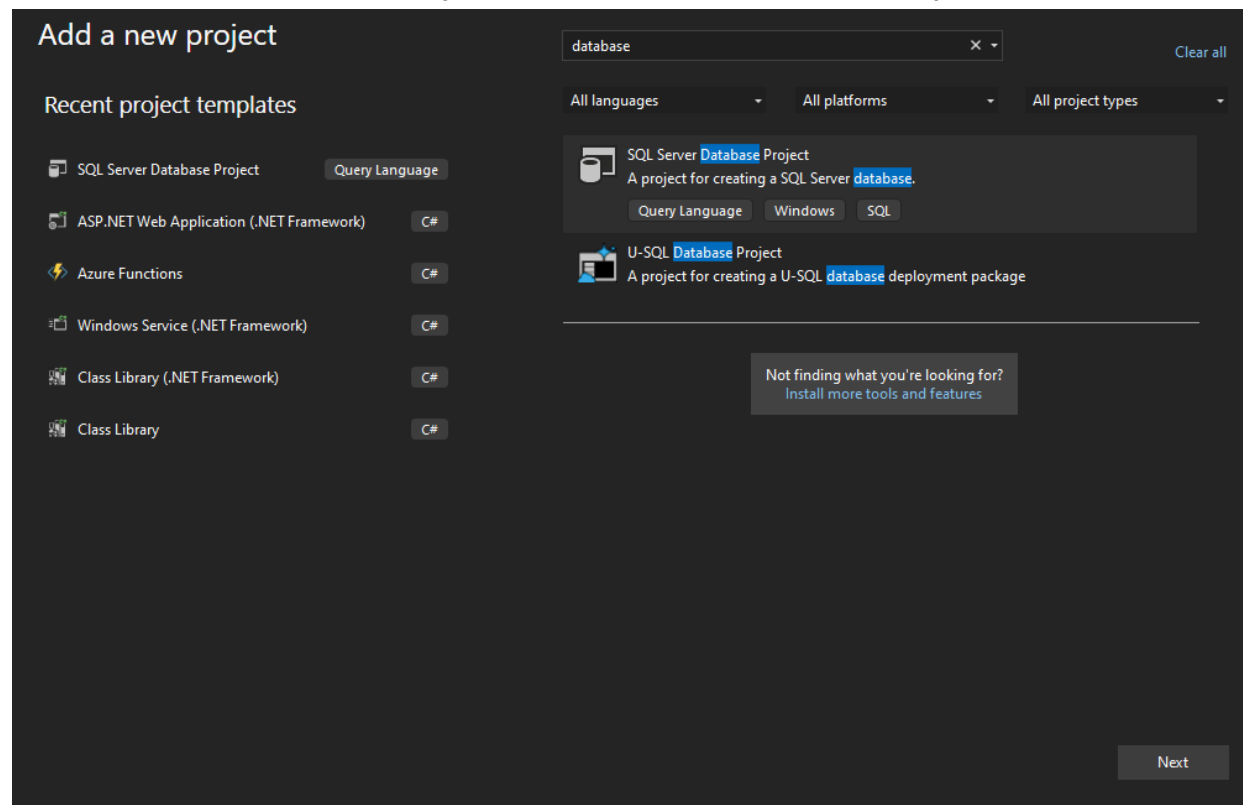 Add a new project
Recent project templates
SQL Server Database Project Query Language
ASP.NET Web Application (.NET Framework) C#
Azure Functions C#
Windows Service (.NET Framework) C#
Class Library (.NET Framework) C#
Class Library C#
database
Clear all
All languages All platforms All project types
SQL Server Database Project
A project for creating a SQL Server database.
Query Language Windows SQL
U-SQL Database Project
A project for creating a U-SQL database deployment package
Not finding what you're looking for?
Install more tools and features
Next